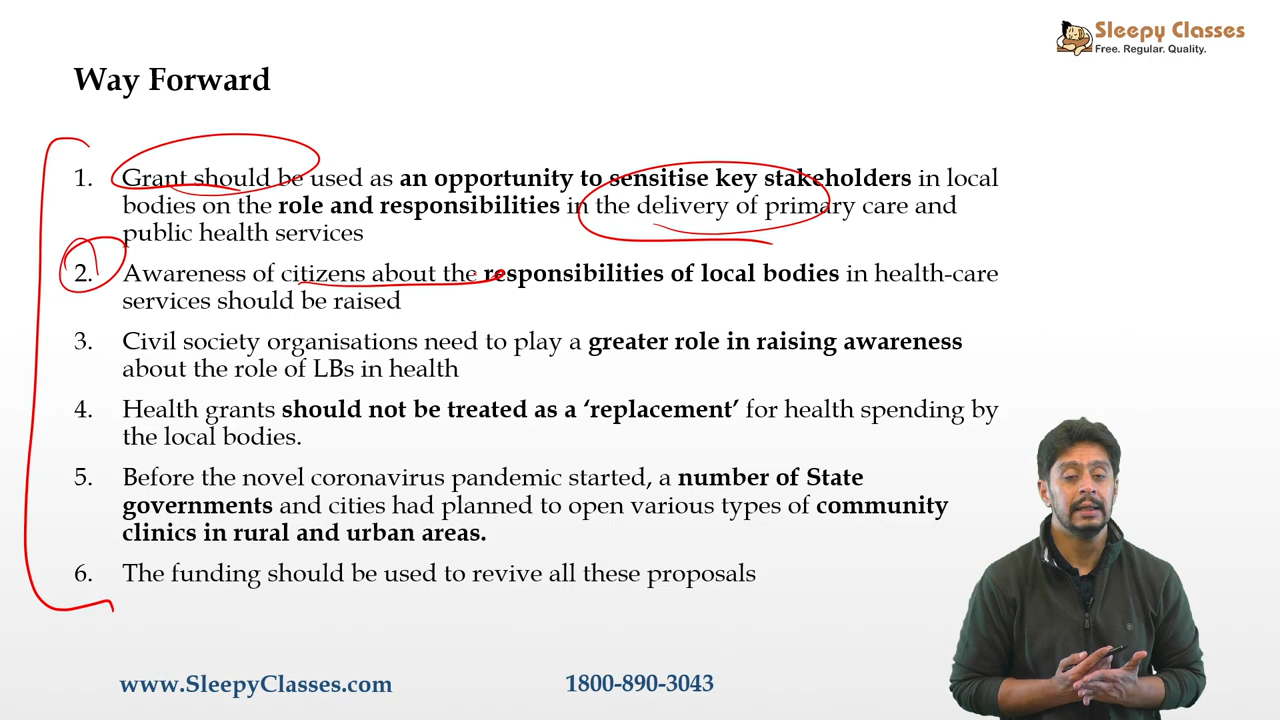 Sleepy Classes
Free. Regular. Quality.
Way Forward
1. Grant should be used as an opportunity to sensitise key stakeholders in local
bodies on the role and responsibilities in the delivery of primary care and
public health services
2. Awareness of citizens about the responsibilities of local bodies in health-care
services should be raised
3. Civil society organisations need to play a greater role in raising awareness
about the role of LBs in health
4. Health grants should not be treated as a ‘replacement’ for health spending by
the local bodies.
5. Before the novel coronavirus pandemic started, a number of State
governments and cities had planned to open various types of community
clinics in rural and urban areas.
6. The funding should be used to revive all these proposals
www.SleepyClasses.com 1800-890-3043